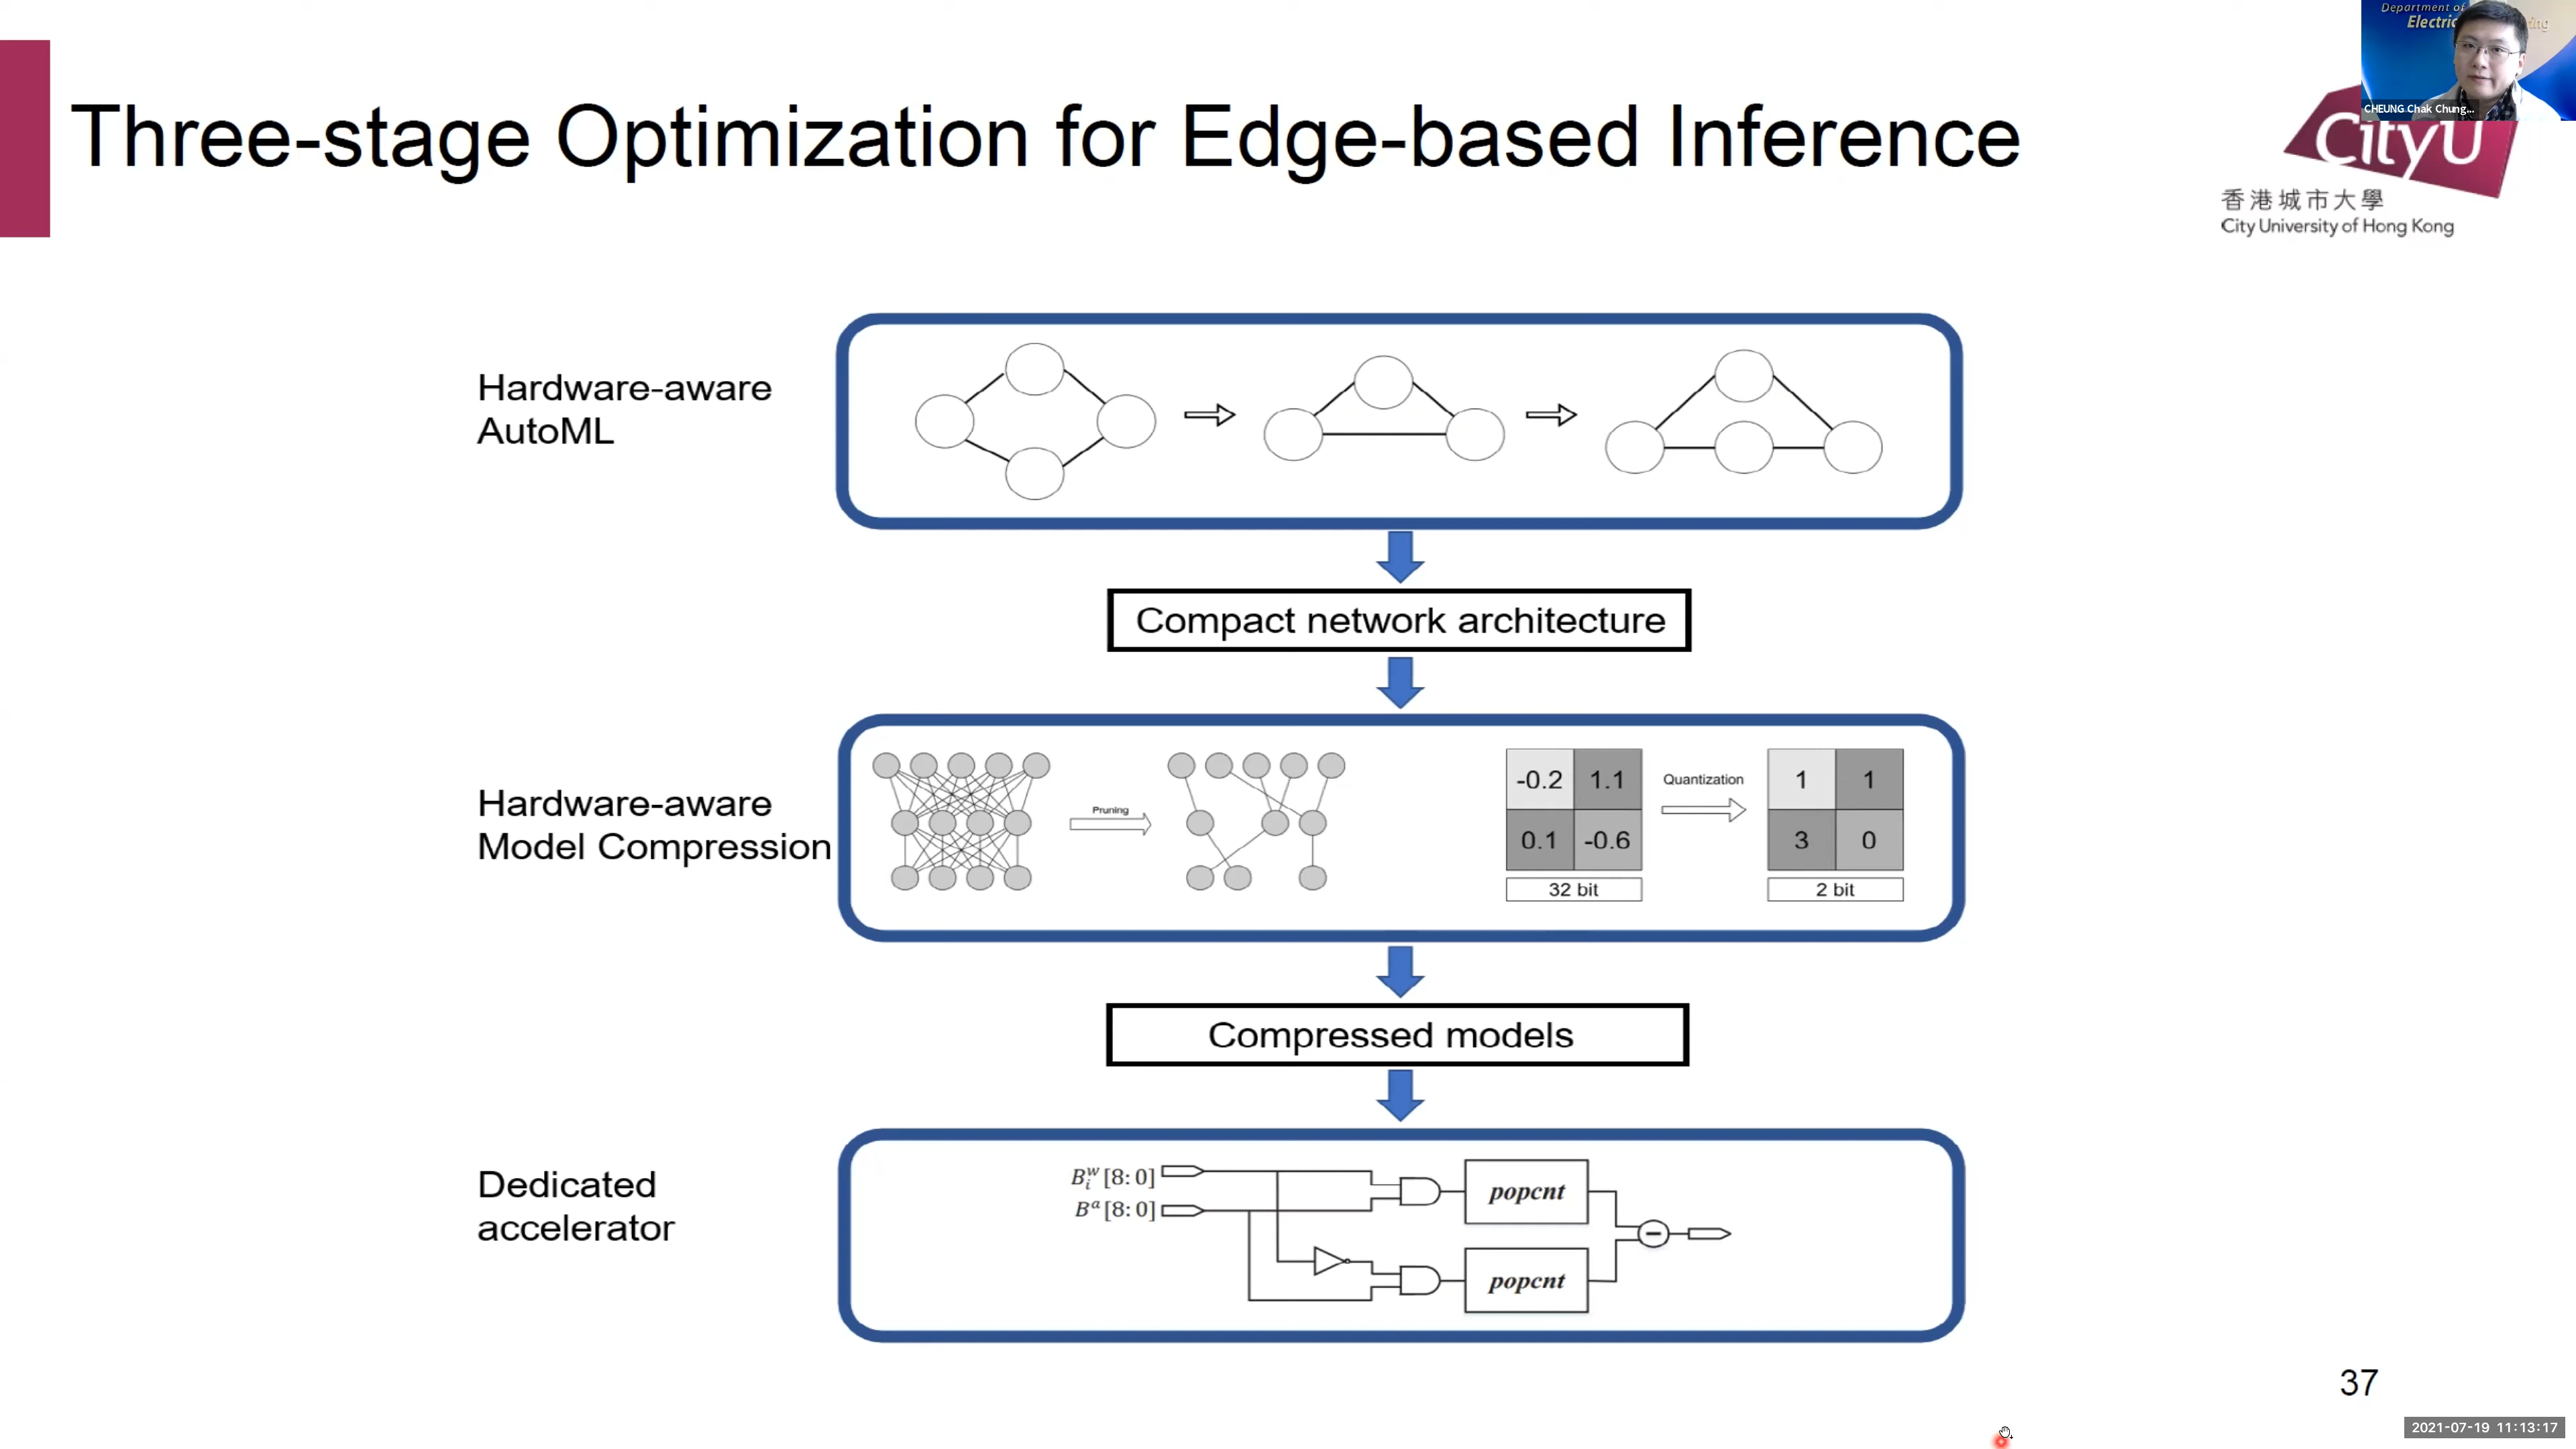 Department of
Electric
ing
CHEUNG Chak Chung...
Three-stage Optimization for Edge-based Inference
CityU
香港城市大學
City University of Hong Kong
Hardware-aware
AutoML
Compact network architecture
Hardware-aware
Model Compression
Pruning
-0.2 1.1
0.1 -0.6
32 bit
Quantization
1 1
3 0
2 bit
Compressed models
Dedicated
accelerator
B_i^w [8:0]
B^a [8:0]
popcnt
popcnt
−
37
2021-07-19 11:13:17